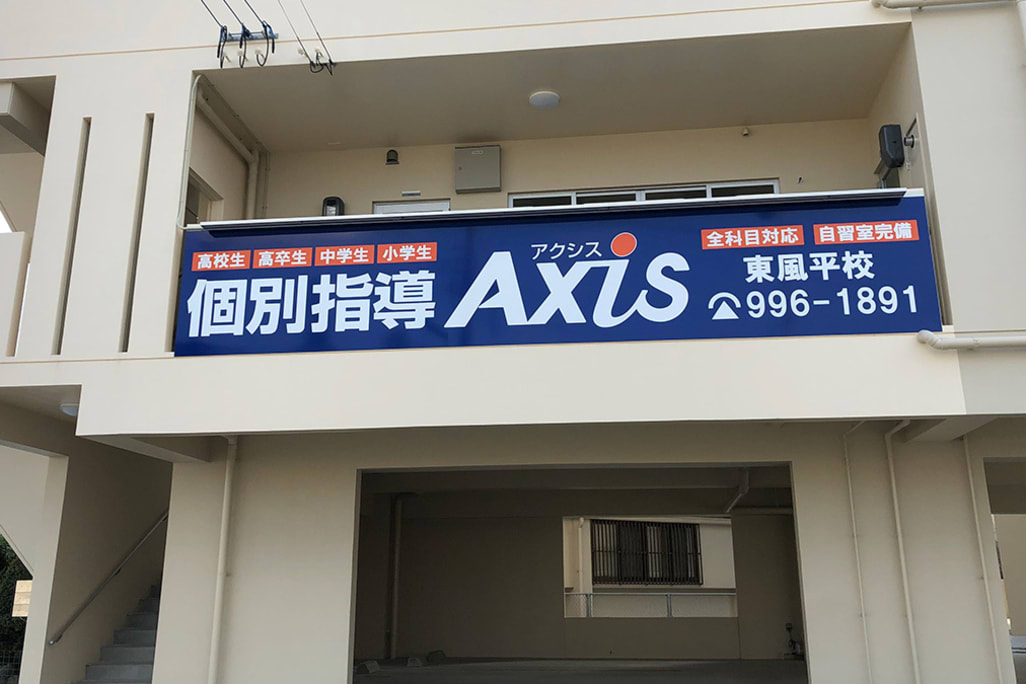 高校生 高卒生 中学生 小学生
個別指導
アクシス
Axis
全科目対応 自習室完備
東風平校
996-1891